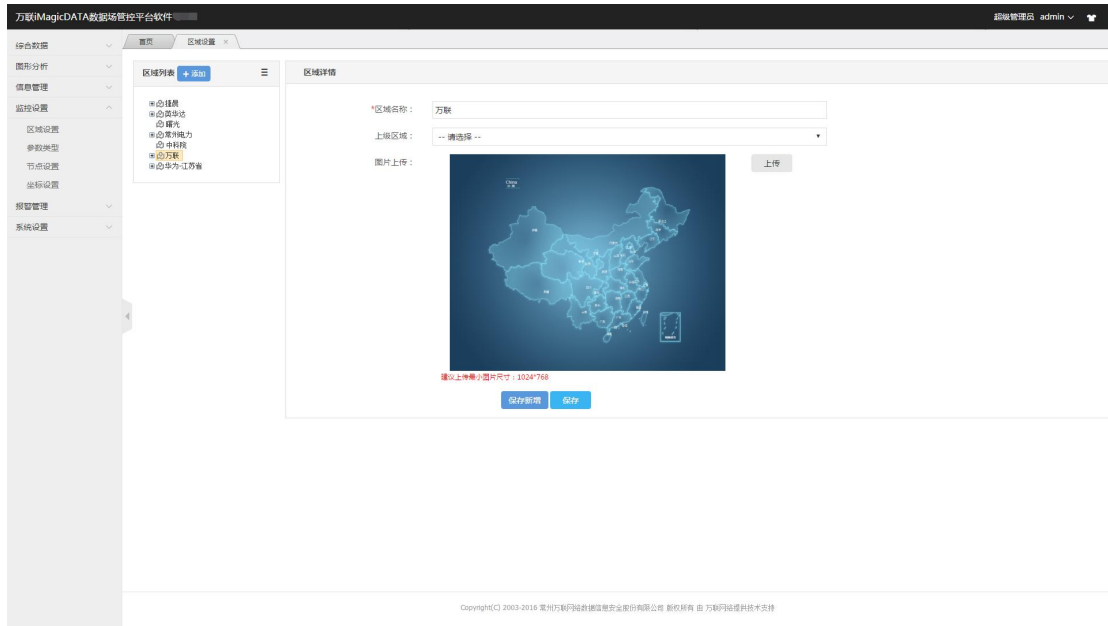 万联iMagicDATA数据场管控平台软件
超级管理员 admin
综合数据
图形分析
信息管理
监控设置
区域设置
参数类型
节点设置
坐标设置
报警管理
系统设置
首页
区域设置 ×
区域列表
+ 添加
捷晨
英华达
曙光
常州电力
中科院
万联
华为-江苏省
区域详情
*区域名称：
万联
上级区域：
-- 请选择 --
图片上传：
China
上传
建议上传最小图片尺寸：1024*768
保存新增
保存
Copyright(C) 2003-2016 常州万联网络数据信息安全股份有限公司 版权所有 由 万联网络提供技术支持